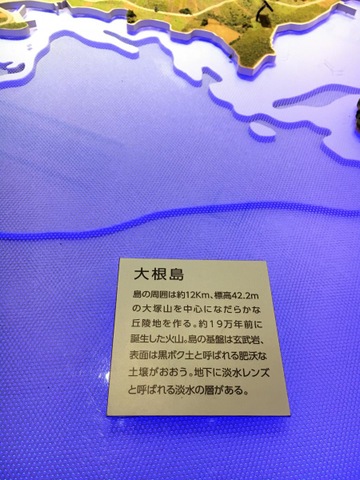 大根島
島の周囲は約12Km、標高42.2m
の大塚山を中心になだらかな
丘陵地を作る。約19万年前に
誕生した火山。島の基盤は玄武岩、
表面は黒ボク土と呼ばれる肥沃な
土壌がおおう。地下に淡水レンズ
と呼ばれる淡水の層がある。